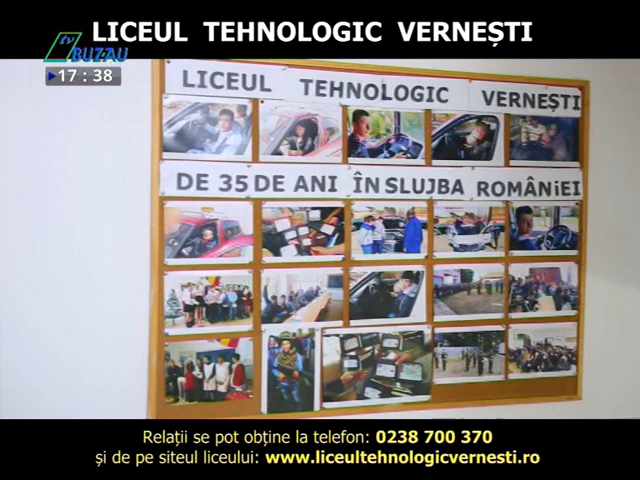 LICEUL TEHNOLOGIC VERNEȘTI
tv
BUZAU
17 : 38
LICEUL TEHNOLOGIC VERNEȘTI
DE 35 DE ANI ÎN SLUJBA ROMÂNiEI
Relații se pot obține la telefon: 0238 700 370
și de pe siteul liceului: www.liceultehnologicvernesti.ro